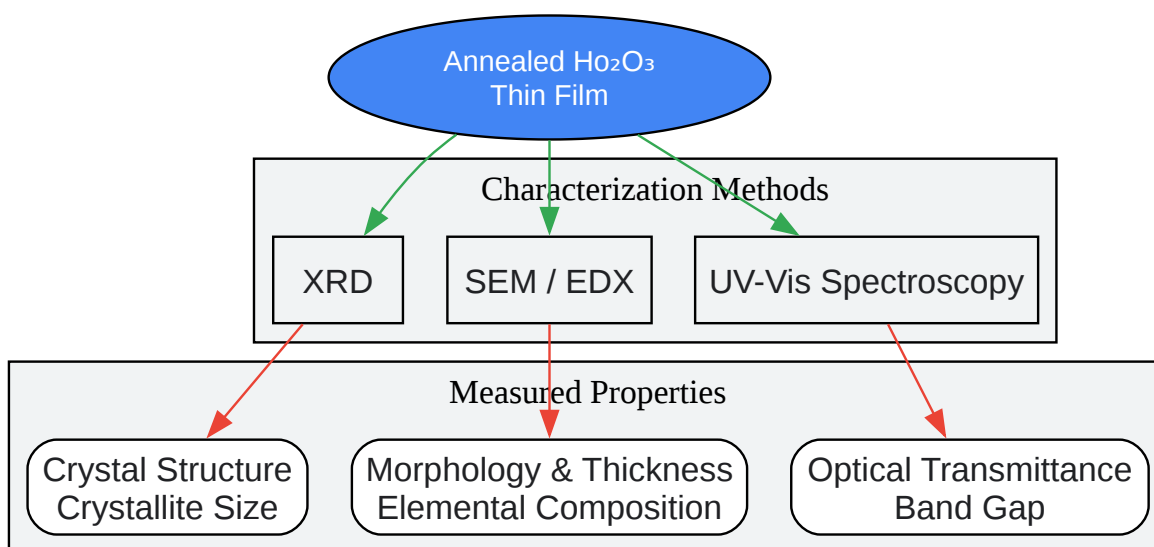 Annealed Ho₂O₃
Thin Film
Characterization Methods
XRD
SEM / EDX
UV-Vis Spectroscopy
Measured Properties
Crystal Structure
Crystallite Size
Morphology & Thickness
Elemental Composition
Optical Transmittance
Band Gap